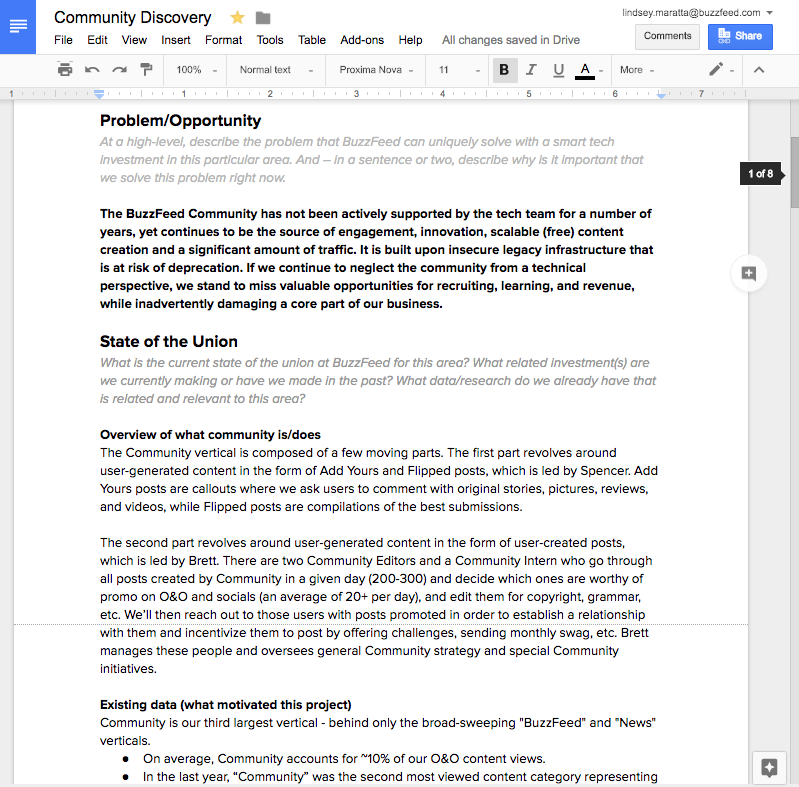 Community Discovery
lindsey.maratta@buzzfeed.com
File Edit View Insert Format Tools Table Add-ons Help All changes saved in Drive
Comments
Share
100% Normal text Proxima Nova 11 B I U A More
1 1 2 3 4 5 6 7
Problem/Opportunity
At a high-level, describe the problem that BuzzFeed can uniquely solve with a smart tech
investment in this particular area. And – in a sentence or two, describe why is it important that
we solve this problem right now.
1 of 8
The BuzzFeed Community has not been actively supported by the tech team for a number of
years, yet continues to be the source of engagement, innovation, scalable (free) content
creation and a significant amount of traffic. It is built upon insecure legacy infrastructure that
is at risk of deprecation. If we continue to neglect the community from a technical
perspective, we stand to miss valuable opportunities for recruiting, learning, and revenue,
while inadvertently damaging a core part of our business.
State of the Union
What is the current state of the union at BuzzFeed for this area? What related investment(s) are
we currently making or have we made in the past? What data/research do we already have that
is related and relevant to this area?
Overview of what community is/does
The Community vertical is composed of a few moving parts. The first part revolves around
user-generated content in the form of Add Yours and Flipped posts, which is led by Spencer. Add
Yours posts are callouts where we ask users to comment with original stories, pictures, reviews,
and videos, while Flipped posts are compilations of the best submissions.
The second part revolves around user-generated content in the form of user-created posts,
which is led by Brett. There are two Community Editors and a Community Intern who go through
all posts created by Community in a given day (200-300) and decide which ones are worthy of
promo on O&O and socials (an average of 20+ per day), and edit them for copyright, grammar,
etc. We'll then reach out to those users with posts promoted in order to establish a relationship
with them and incentivize them to post by offering challenges, sending monthly swag, etc. Brett
manages these people and oversees general Community strategy and special Community
initiatives.
Existing data (what motivated this project)
Community is our third largest vertical - behind only the broad-sweeping "BuzzFeed" and "News"
verticals.
● On average, Community accounts for ~10% of our O&O content views.
● In the last year, "Community" was the second most viewed content category representing